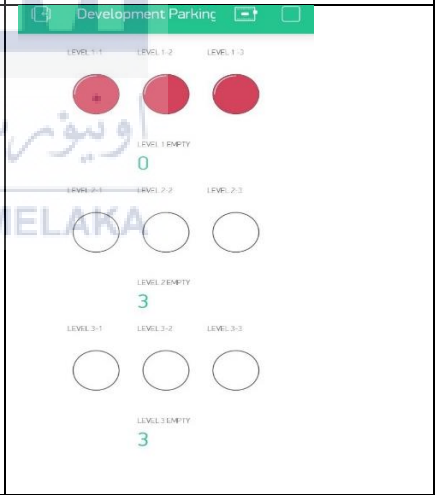 Development Parking
LEVEL 1-1 LEVEL 1-2 LEVEL 1-3
LEVEL 1 EMPTY
0
LEVEL 2-1 LEVEL 2-2 LEVEL 2-3
MELAKA
LEVEL 2 EMPTY
3
LEVEL 3-1 LEVEL 3-2 LEVEL 3-3
LEVEL 3 EMPTY
3